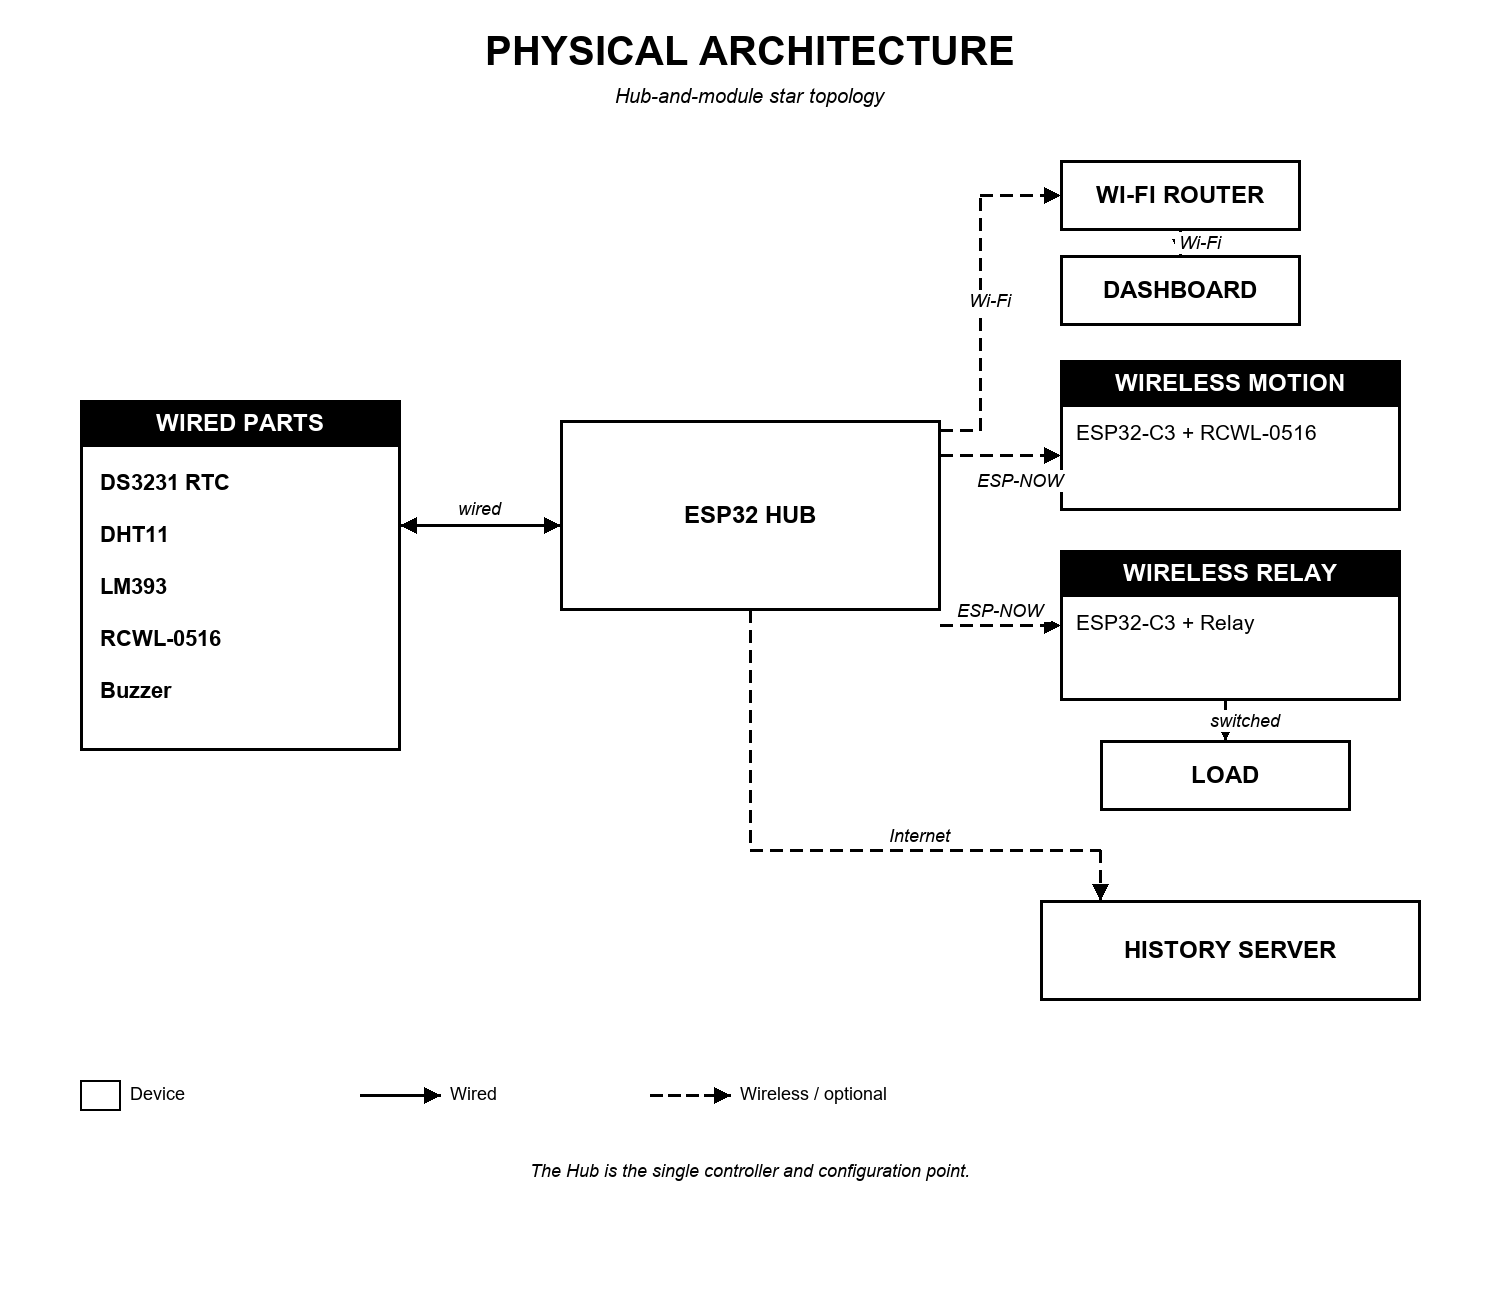 PHYSICAL ARCHITECTURE
Hub-and-module star topology
WI-FI ROUTER
Wi-Fi
DASHBOARD
Wi-Fi
WIRELESS MOTION
ESP32-C3 + RCWL-0516
ESP-NOW
WIRED PARTS
DS3231 RTC
DHT11
LM393
RCWL-0516
Buzzer
wired
ESP32 HUB
ESP-NOW
WIRELESS RELAY
ESP32-C3 + Relay
switched
LOAD
Internet
HISTORY SERVER
Device
Wired
Wireless / optional
The Hub is the single controller and configuration point.